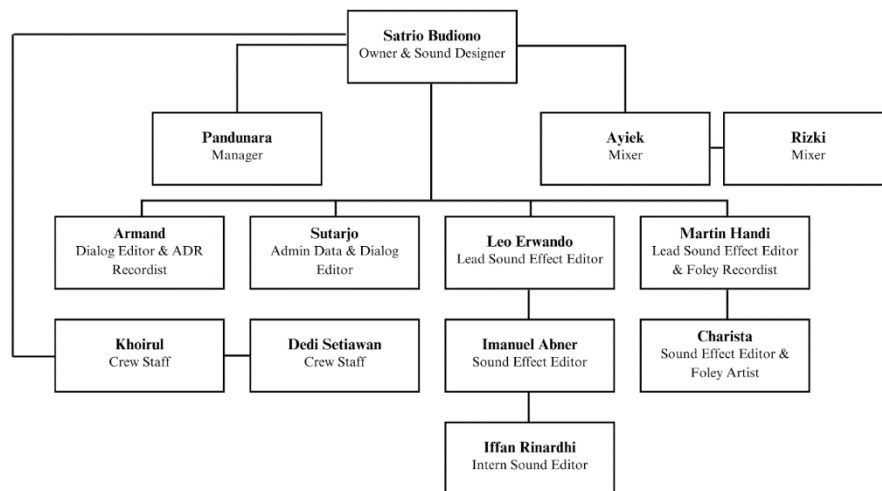 Satrio Budiono
Owner & Sound Designer
Pandunara
Manager
Ayiek
Mixer
Rizki
Mixer
Armand
Dialog Editor & ADR
Recordist
Sutarjo
Admin Data & Dialog
Editor
Leo Erwando
Lead Sound Effect Editor
Martin Handi
Lead Sound Effect Editor
& Foley Recordist
Khoirul
Crew Staff
Dedi Setiawan
Crew Staff
Imanuel Abner
Sound Effect Editor
Charista
Sound Effect Editor &
Foley Artist
Iffan Rinardhi
Intern Sound Editor